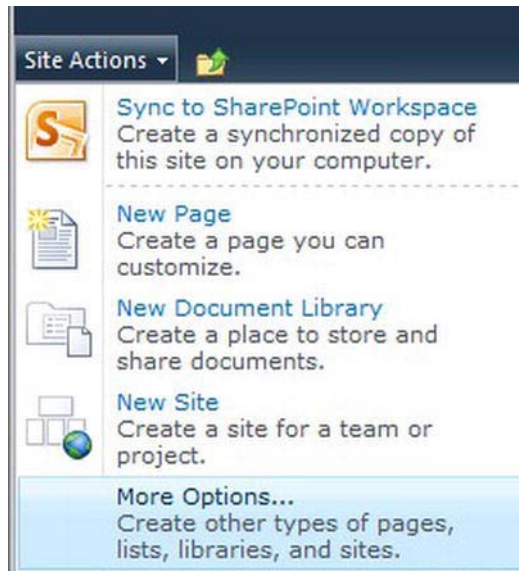 Site Actions
Sync to SharePoint Workspace
Create a synchronized copy of
this site on your computer.
New Page
Create a page you can
customize.
New Document Library
Create a place to store and
share documents.
New Site
Create a site for a team or
project.
More Options...
Create other types of pages,
lists, libraries, and sites.